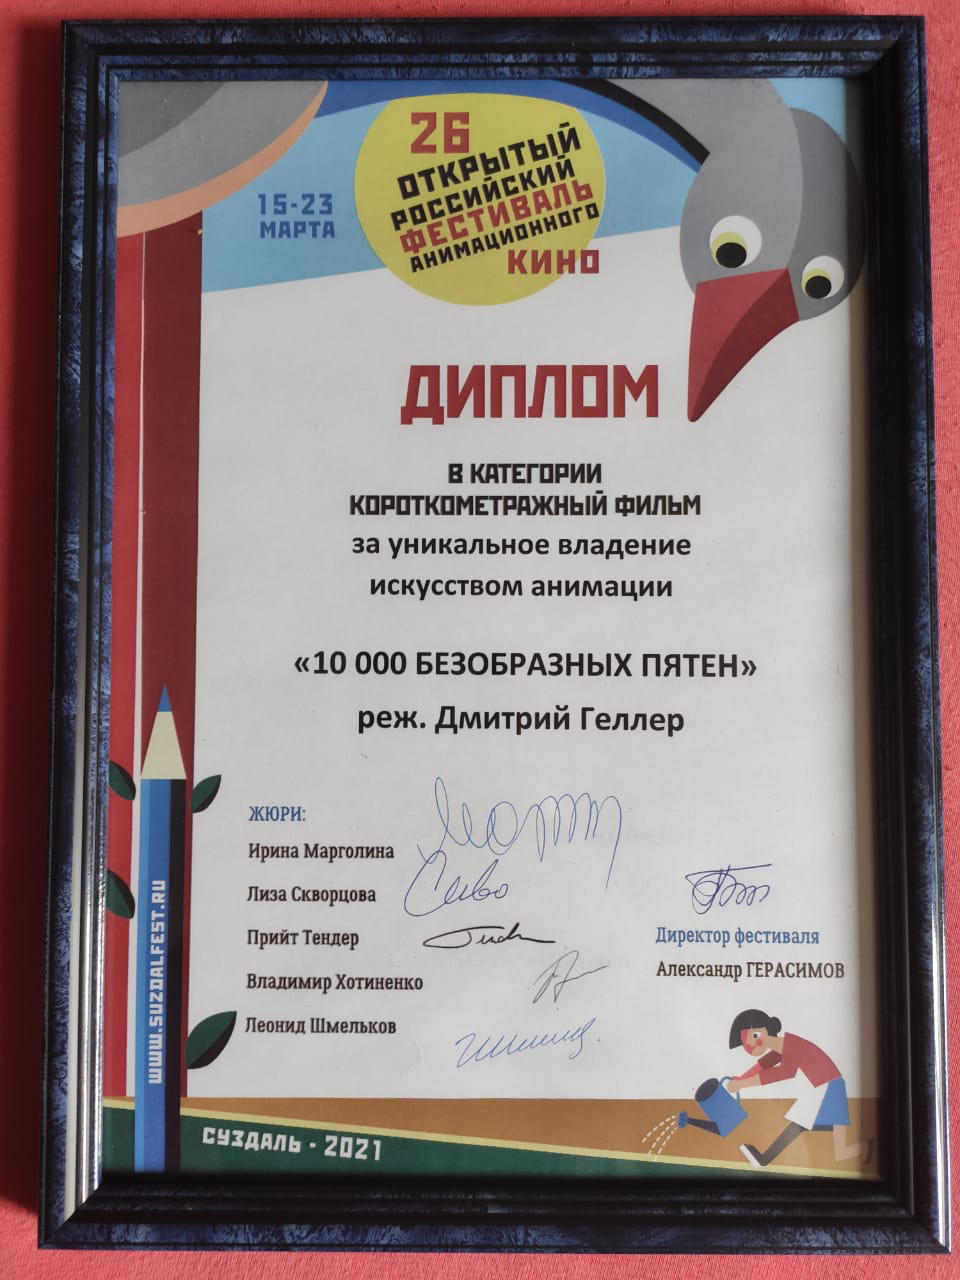 26
ОТКРЫТЫЙ
РОССИЙСКИЙ
ФЕСТИВАЛЬ
АНИМАЦИОННОГО
КИНО
15-23
МАРТА
ДИПЛОМ
В КАТЕГОРИИ
КОРОТКОМЕТРАЖНЫЙ ФИЛЬМ
за уникальное владение
искусством анимации
«10 000 БЕЗОБРАЗНЫХ ПЯТЕН»
реж. Дмитрий Геллер
ЖЮРИ:
Ирина Марголина
Лиза Скворцова
Прийт Тендер
Владимир Хотиненко
Леонид Шмельков
Директор фестиваля
Александр ГЕРАСИМОВ
WWW.SUZDALFEST.RU
СУЗДАЛЬ - 2021